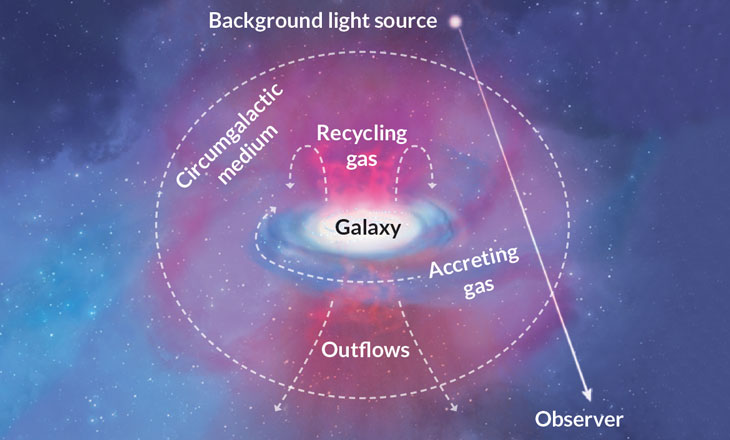 Background light source
Circumgalactic
medium
Recycling
gas
Galaxy
Accreting
gas
Outflows
Observer